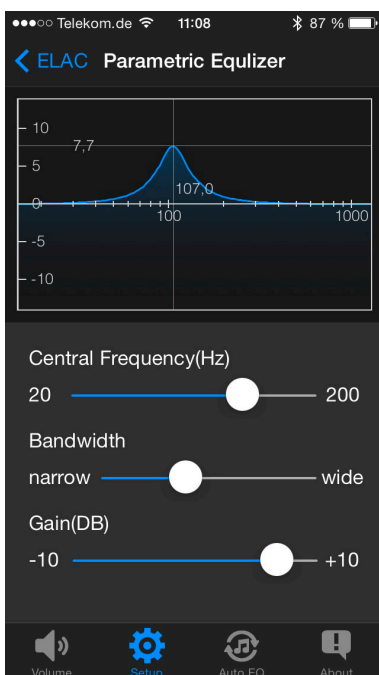 Telekom.de 11:08 87 %
ELAC Parametric Equlizer
10
7,7
5
107,0
0
100 1000
-5
-10
Central Frequency(Hz)
20 200
Bandwidth
narrow wide
Gain(DB)
-10 +10
Volume Setup Auto EQ About